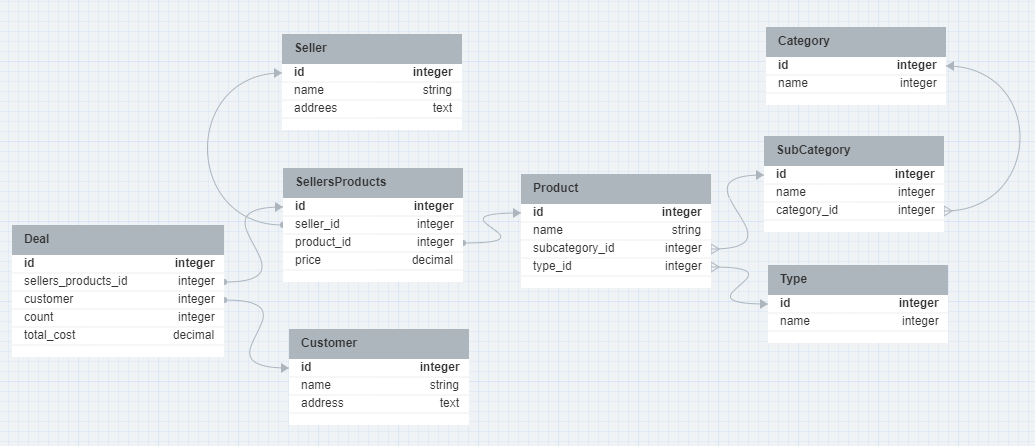 Seller
id integer
name string
addrees text
Category
id integer
name integer
SellersProducts
id integer
seller_id integer
product_id integer
price decimal
Product
id integer
name string
subcategory_id integer
type_id integer
SubCategory
id integer
name integer
category_id integer
Deal
id integer
sellers_products_id integer
customer integer
count integer
total_cost decimal
Type
id integer
name integer
Customer
id integer
name string
address text